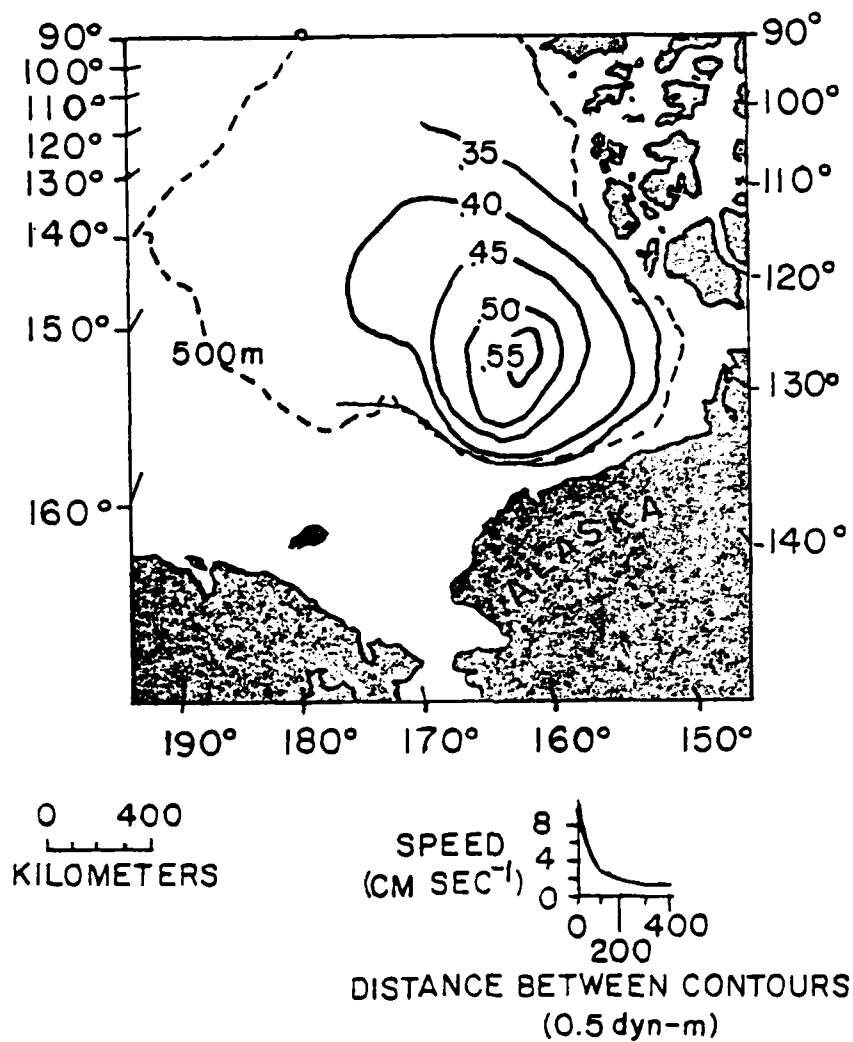 90° 90°
100° 100°
110°
120° 110°
130°
140° 120°
150° 130°
160° 140°
.35
.40
.45
.50
.55
500m
ALASKA
190° 180° 170° 160° 150°
0 400
KILOMETERS
SPEED
(CM SEC⁻¹)
8
4
0
0 400
200
DISTANCE BETWEEN CONTOURS
(0.5 dyn-m)